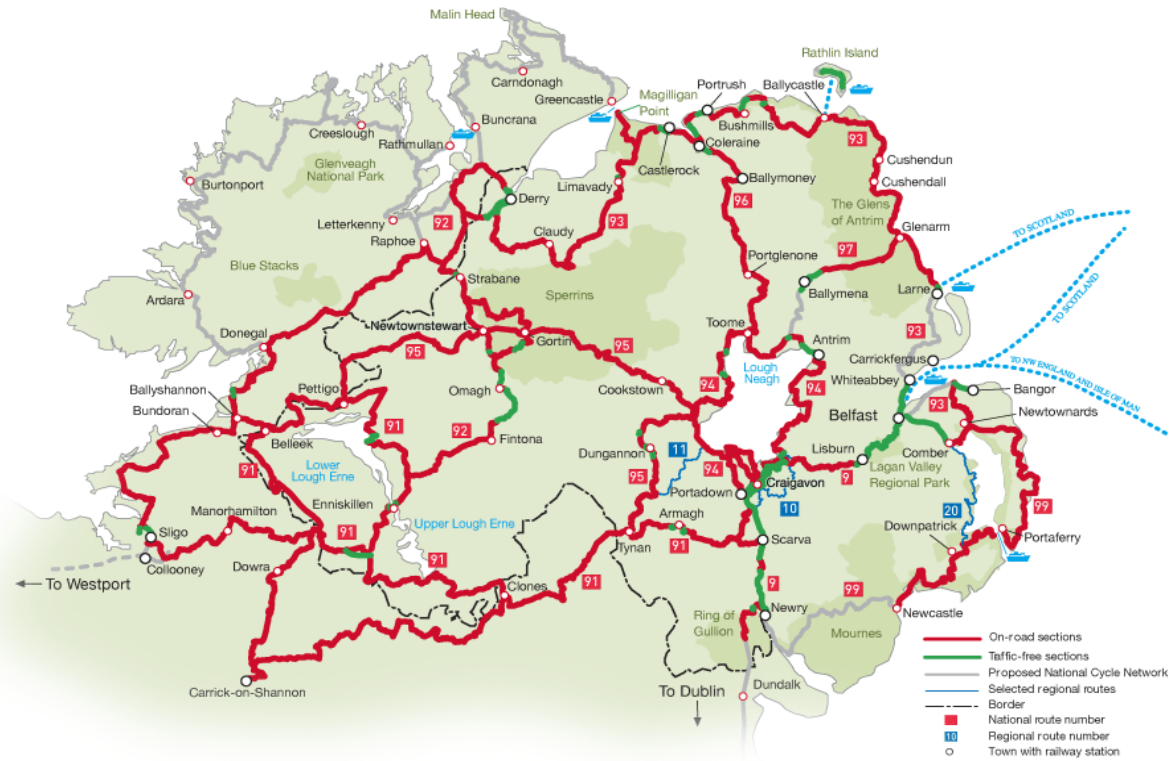 Malin Head
Carndonagh
Greencastle
Rathlin Island
Portrush
Ballycastle
Magilligan
Point
Bushmills
Creeslough
Buncrana
Rathmullan
Glenveagh
National Park
Burtonport
Coleraine
Castlerock
93
Cushendun
Cushendall
Limavady
Ballymoney
Derry
Letterkenny
92
93
96
The Glens
of Antrim
Glenarm
TO SCOTLAND
Raphoe
Claudy
97
Blue Stacks
Strabane
Portglenone
Ballymena
Larne
TO SCOTLAND
Ardara
Sperrins
Donegal
Newtownstewart
Gortin
Toome
93
95
95
Antrim
Carrickfergus
TO NW ENGLAND AND ISLE OF MAN
Lough
Neagh
Whiteabbey
Ballyshannon
Pettigo
Omagh
Cookstown
94
94
Bangor
93
Bundoran
Belfast
Newtownards
91
92
Fintona
11
Belleek
Dungannon
Lisburn
Comber
Lower
Lough Erne
91
94
9
Lagan Valley
Regional Park
95
Craigavon
Enniskillen
Portadown
10
99
Manorhamilton
Upper Lough Erne
Armagh
20
Downpatrick
Sligo
91
Tynan
91
Scarva
Portaferry
Collooney
Dowra
91
To Westport
Clones
91
9
99
Newry
Newcastle
Ring of
Gullion
Mournes
Carrick-on-Shannon
To Dublin
Dundalk
On-road sections
Taffic-free sections
Proposed National Cycle Network
Selected regional routes
Border
National route number
10
Regional route number
Town with railway station